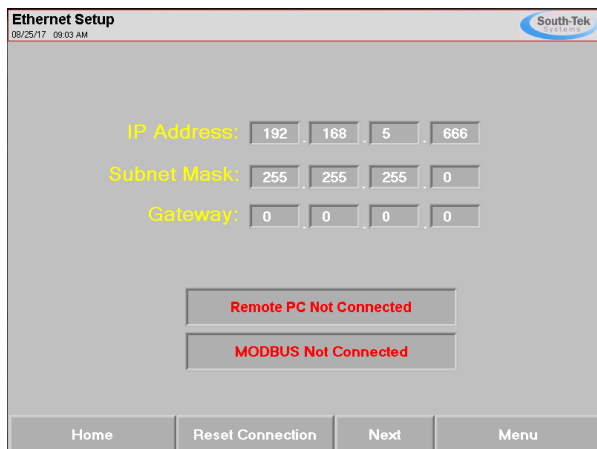 Ethernet Setup
08/25/17 09:03 AM
South-Tek
Systems
IP Address: 192 . 168 . 5 . 666
Subnet Mask: 255 . 255 . 255 . 0
Gateway: 0 . 0 . 0 . 0
Remote PC Not Connected
MODBUS Not Connected
Home Reset Connection Next Menu